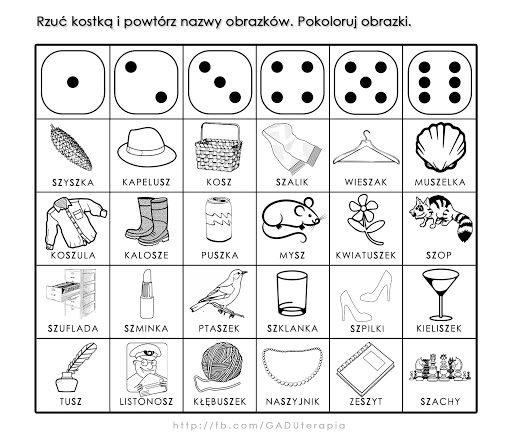 Rzuć kostką i powtórz nazwy obrazków. Pokoloruj obrazki.
SZYSZKA KAPELUSZ KOSZ SZALIK WIESZAK MUSZELKA
KOSZULA KALOSZE PUSZKA MYSZ KWIATUSZEK SZOP
SZUFLADA SZMINKA PTASZEK SZKLANKA SZPILKI KIELISZEK
TUSZ LISTONOSZ KŁĘBUSZEK NASZYJNIK ZESZYT SZACHY
http://fb.com/GADUterapia